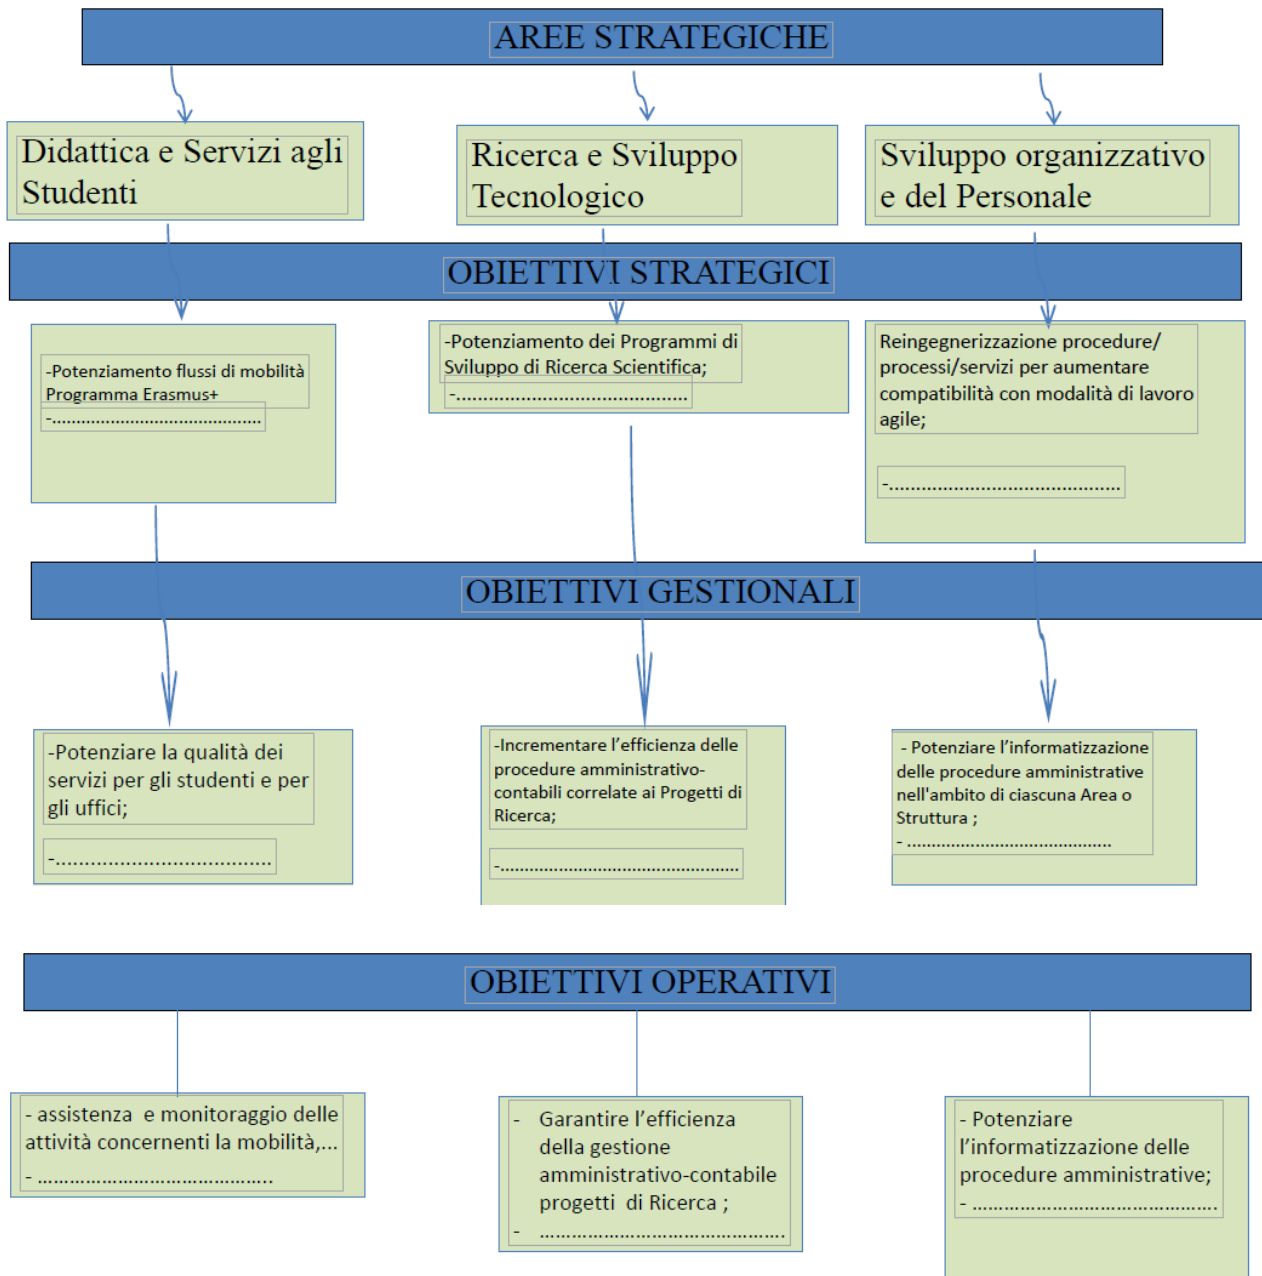 AREE STRATEGICHE
Didattica e Servizi agli
Studenti
Ricerca e Sviluppo
Tecnologico
Sviluppo organizzativo
e del Personale
OBIETTIVI STRATEGICI
-Potenziamento flussi di mobilità
Programma Erasmus+
-...........................................
-Potenziamento dei Programmi di
Sviluppo di Ricerca Scientifica;
-.............................................
Reingegnerizzazione procedure/
processi/servizi per aumentare
compatibilità con modalità di lavoro
agile;
-...........................................
OBIETTIVI GESTIONALI
-Potenziare la qualità dei
servizi per gli studenti e per
gli uffici;
-.....................................
-Incrementare l'efficienza delle
procedure amministrativo-
contabili correlate ai Progetti di
Ricerca;
-.................................................
- Potenziare l'informatizzazione
delle procedure amministrative
nell'ambito di ciascuna Area o
Struttura ;
- ..........................................
OBIETTIVI OPERATIVI
- assistenza e monitoraggio delle
attività concernenti la mobilità,...
- ……………………………………..
- Garantire l'efficienza
della gestione
amministrativo-contabile
progetti di Ricerca ;
- ……………………………………….
- Potenziare
l'informatizzazione delle
procedure amministrative;
- ……………………………………….